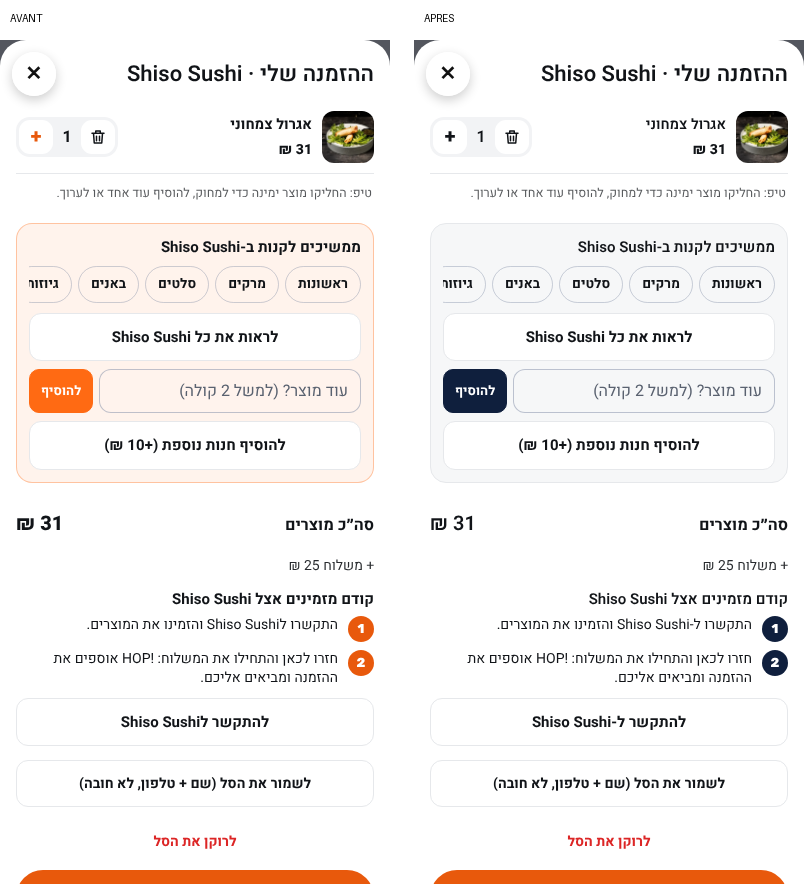 AVANT
ההזמנה שלי · Shiso Sushi
אגרול צמחוני
31 ₪
1
טיפ: החליקו מוצר ימינה כדי למחוק, להוסיף עוד אחד או לערוך.
ממשיכים לקנות ב-Shiso Sushi
ראשונות
מרקים
סלטים
באנים
לראות את כל Shiso Sushi
עוד מוצר? (למשל 2 קולה)
להוסיף
להוסיף חנות נוספת (+10 ₪)
סה״כ מוצרים
31 ₪
+ משלוח 25 ₪
קודם מזמינים אצל Shiso Sushi
1
התקשרו לShiso Sushi והזמינו את המוצרים.
2
חזרו לכאן והתחילו את המשלוח: HOP! אוספים את
ההזמנה ומביאים אליכם.
להתקשר לShiso Sushi
לשמור את הסל (שם + טלפון, לא חובה)
לרוקן את הסל
APRES
ההזמנה שלי · Shiso Sushi
אגרול צמחוני
31 ₪
1
טיפ: החליקו מוצר ימינה כדי למחוק, להוסיף עוד אחד או לערוך.
ממשיכים לקנות ב-Shiso Sushi
ראשונות
מרקים
סלטים
באנים
לראות את כל Shiso Sushi
עוד מוצר? (למשל 2 קולה)
להוסיף
להוסיף חנות נוספת (+10 ₪)
סה״כ מוצרים
31 ₪
+ משלוח 25 ₪
קודם מזמינים אצל Shiso Sushi
1
התקשרו ל-Shiso Sushi והזמינו את המוצרים.
2
חזרו לכאן והתחילו את המשלוח: HOP! אוספים את
ההזמנה ומביאים אליכם.
להתקשר ל-Shiso Sushi
לשמור את הסל (שם + טלפון, לא חובה)
לרוקן את הסל